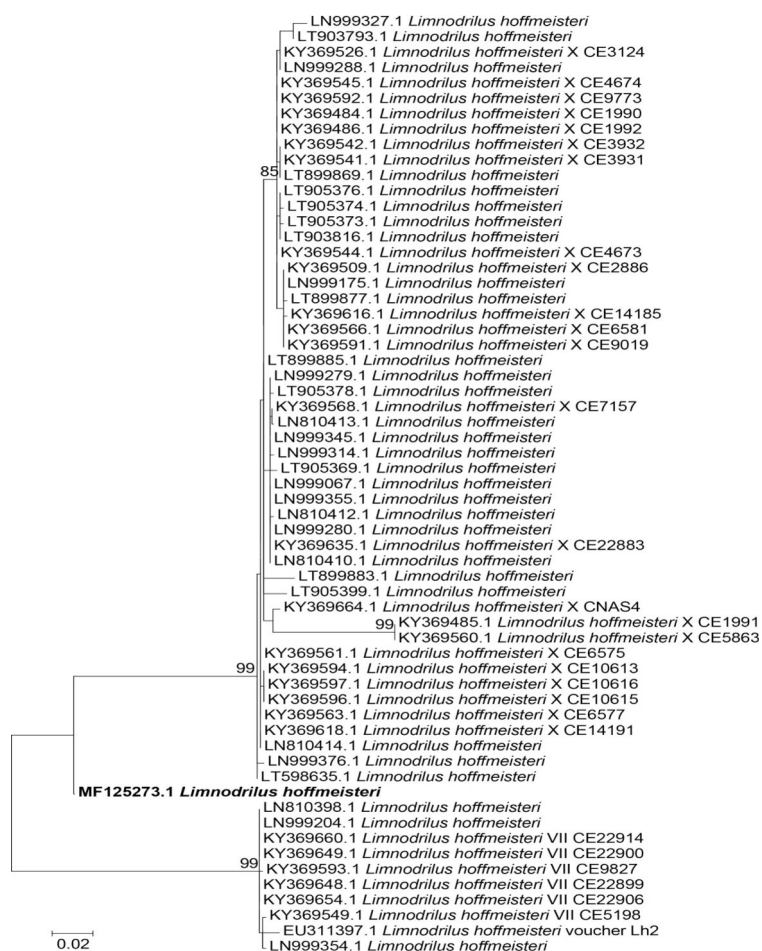 LN999327.1 Limnodrilus hoffmeisteri
LT903793.1 Limnodrilus hoffmeisteri
KY369526.1 Limnodrilus hoffmeisteri X CE3124
LN999288.1 Limnodrilus hoffmeisteri
KY369545.1 Limnodrilus hoffmeisteri X CE4674
KY369592.1 Limnodrilus hoffmeisteri X CE9773
KY369484.1 Limnodrilus hoffmeisteri X CE1990
KY369486.1 Limnodrilus hoffmeisteri X CE1992
KY369542.1 Limnodrilus hoffmeisteri X CE3932
KY369541.1 Limnodrilus hoffmeisteri X CE3931
85 LT899869.1 Limnodrilus hoffmeisteri
LT905376.1 Limnodrilus hoffmeisteri
LT905374.1 Limnodrilus hoffmeisteri
LT905373.1 Limnodrilus hoffmeisteri
LT903816.1 Limnodrilus hoffmeisteri
KY369544.1 Limnodrilus hoffmeisteri X CE4673
KY369509.1 Limnodrilus hoffmeisteri X CE2886
LN999175.1 Limnodrilus hoffmeisteri
LT899877.1 Limnodrilus hoffmeisteri
KY369616.1 Limnodrilus hoffmeisteri X CE14185
KY369566.1 Limnodrilus hoffmeisteri X CE6581
KY369591.1 Limnodrilus hoffmeisteri X CE9019
LT899885.1 Limnodrilus hoffmeisteri
LN999279.1 Limnodrilus hoffmeisteri
LT905378.1 Limnodrilus hoffmeisteri
KY369568.1 Limnodrilus hoffmeisteri X CE7157
LN810413.1 Limnodrilus hoffmeisteri
LN999345.1 Limnodrilus hoffmeisteri
LN999314.1 Limnodrilus hoffmeisteri
LT905369.1 Limnodrilus hoffmeisteri
LN999067.1 Limnodrilus hoffmeisteri
LN999355.1 Limnodrilus hoffmeisteri
LN810412.1 Limnodrilus hoffmeisteri
LN999280.1 Limnodrilus hoffmeisteri
KY369635.1 Limnodrilus hoffmeisteri X CE22883
LN810410.1 Limnodrilus hoffmeisteri
LT899883.1 Limnodrilus hoffmeisteri
LT905399.1 Limnodrilus hoffmeisteri
KY369664.1 Limnodrilus hoffmeisteri X CNAS4
99 KY369485.1 Limnodrilus hoffmeisteri X CE1991
KY369560.1 Limnodrilus hoffmeisteri X CE5863
KY369561.1 Limnodrilus hoffmeisteri X CE6575
99 KY369594.1 Limnodrilus hoffmeisteri X CE10613
KY369597.1 Limnodrilus hoffmeisteri X CE10616
KY369596.1 Limnodrilus hoffmeisteri X CE10615
KY369563.1 Limnodrilus hoffmeisteri X CE6577
KY369618.1 Limnodrilus hoffmeisteri X CE14191
LN810414.1 Limnodrilus hoffmeisteri
LN999376.1 Limnodrilus hoffmeisteri
LT598635.1 Limnodrilus hoffmeisteri
MF125273.1 Limnodrilus hoffmeisteri
LN810398.1 Limnodrilus hoffmeisteri
LN999204.1 Limnodrilus hoffmeisteri
KY369660.1 Limnodrilus hoffmeisteri VII CE22914
KY369649.1 Limnodrilus hoffmeisteri VII CE22900
99 KY369593.1 Limnodrilus hoffmeisteri VII CE9827
KY369648.1 Limnodrilus hoffmeisteri VII CE22899
KY369654.1 Limnodrilus hoffmeisteri VII CE22906
KY369549.1 Limnodrilus hoffmeisteri VII CE5198
EU311397.1 Limnodrilus hoffmeisteri voucher Lh2
LN999354.1 Limnodrilus hoffmeisteri
0.02